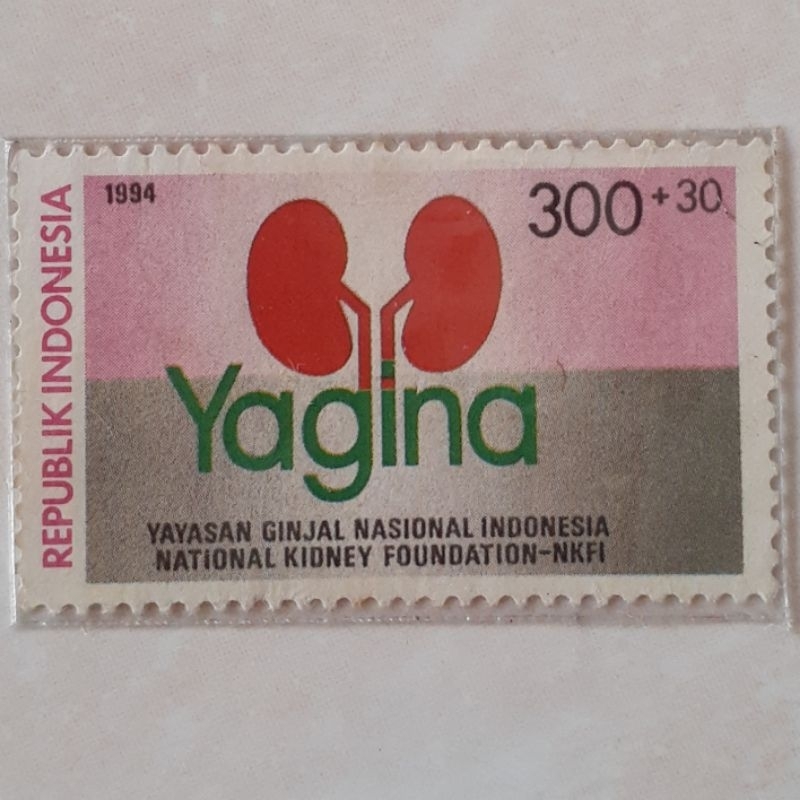 REPUBLIK INDONESIA
1994
300 + 30
Yagina
YAYASAN GINJAL NASIONAL INDONESIA
NATIONAL KIDNEY FOUNDATION-NKFI